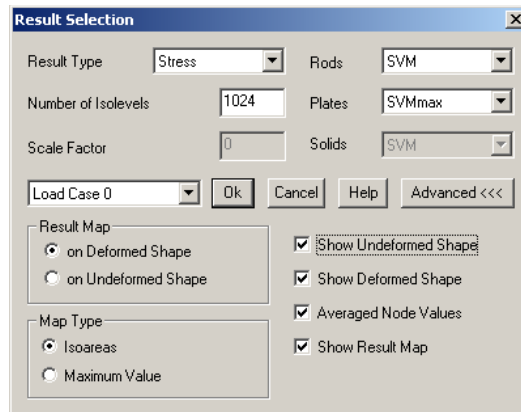 Result Selection
Result Type Stress Rods SVM
Number of Isolevels 1024 Plates SVMmax
Scale Factor 0 Solids SVM
Load Case 0 Ok Cancel Help Advanced <<<
Result Map
on Deformed Shape
on Undeformed Shape
Map Type
Isoareas
Maximum Value
Show Undeformed Shape
Show Deformed Shape
Averaged Node Values
Show Result Map